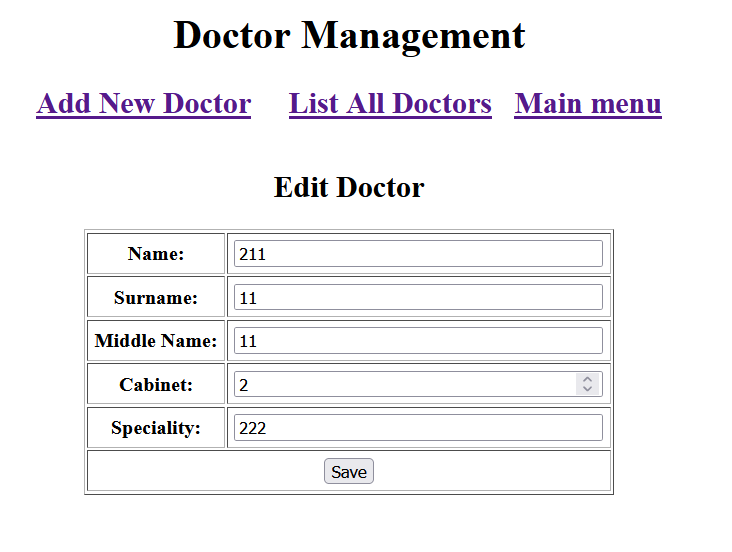 Doctor Management
Add New Doctor List All Doctors Main menu
Edit Doctor
Name: 211
Surname: 11
Middle Name: 11
Cabinet: 2
Speciality: 222
Save